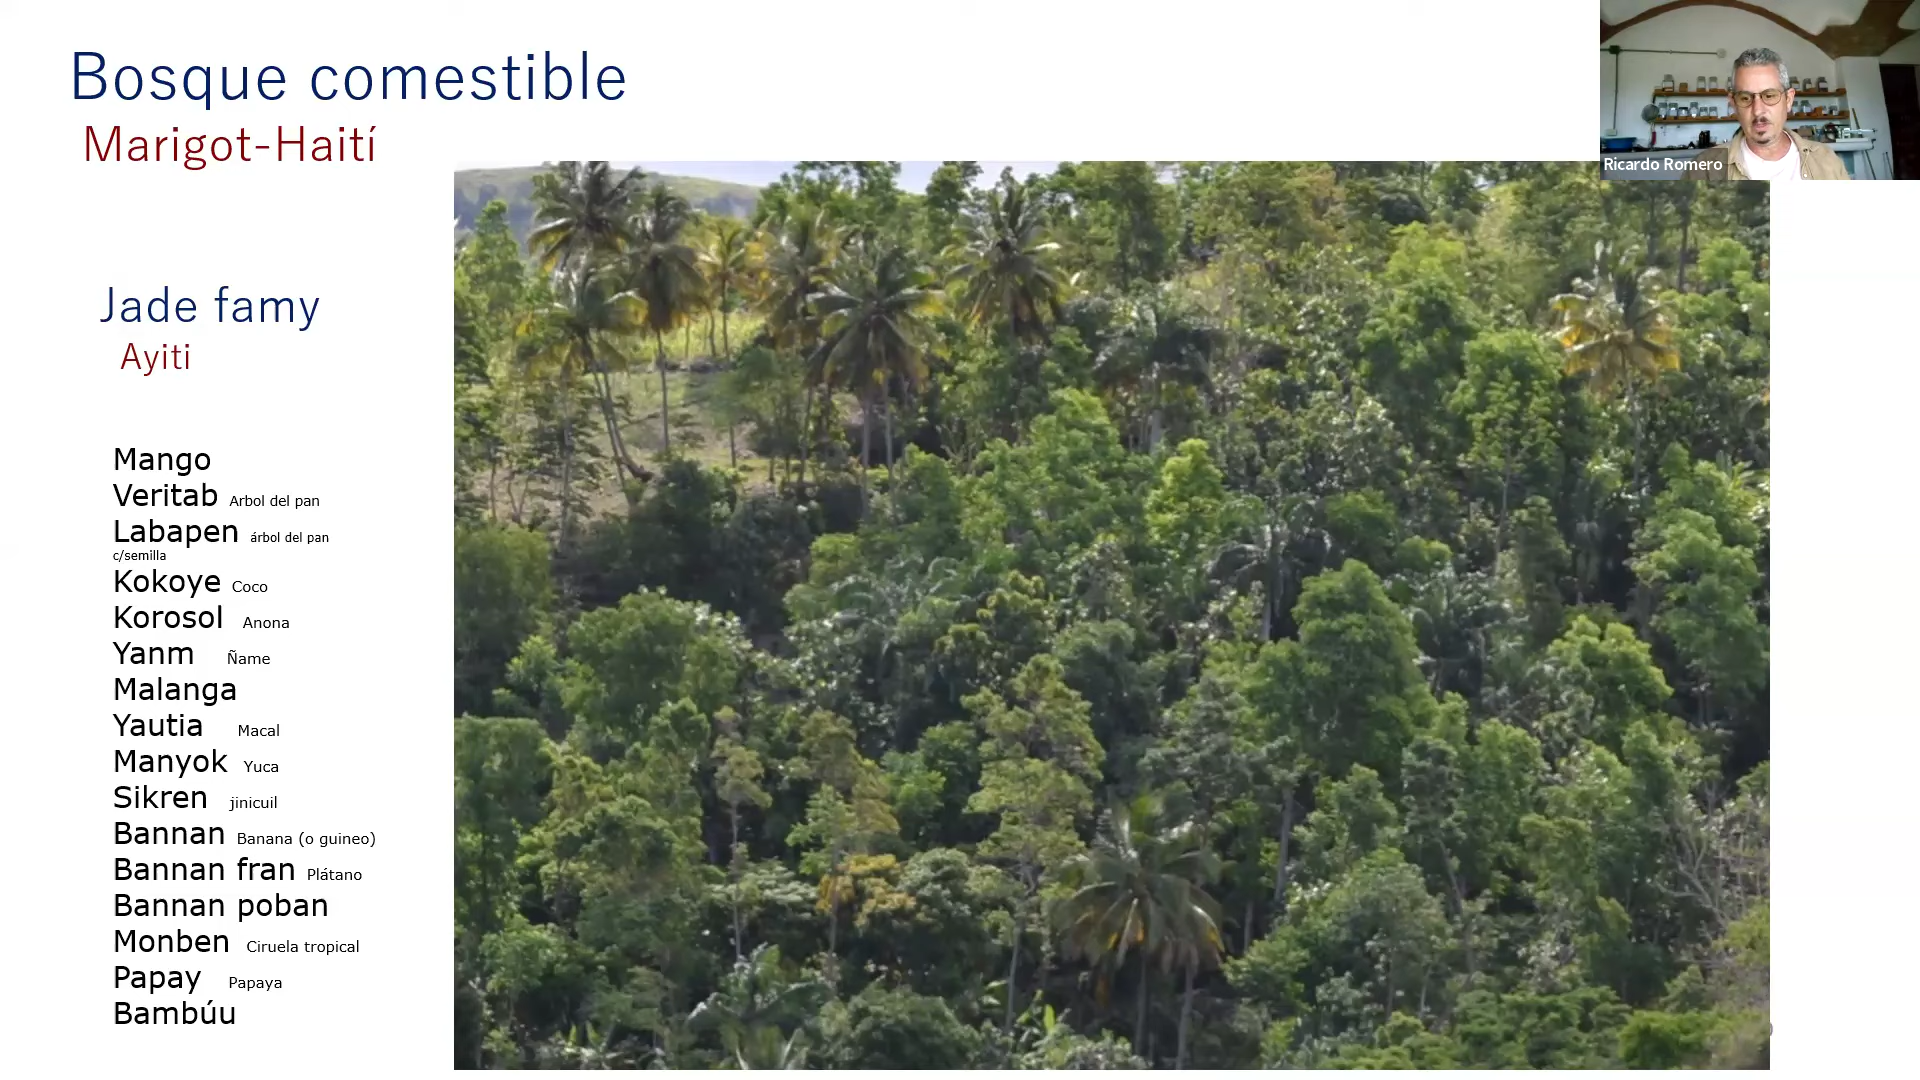 Bosque comestible
Marigot-Haití
Ricardo Romero
Jade famy
Ayiti
Mango
Veritab Arbol del pan
Labapen árbol del pan
c/semilla
Kokoye Coco
Korosol Anona
Yanm Ñame
Malanga
Yautia Macal
Manyok Yuca
Sikren jinicuil
Bannan Banana (o guineo)
Bannan fran Plátano
Bannan poban
Monben Ciruela tropical
Papay Papaya
Bambúu